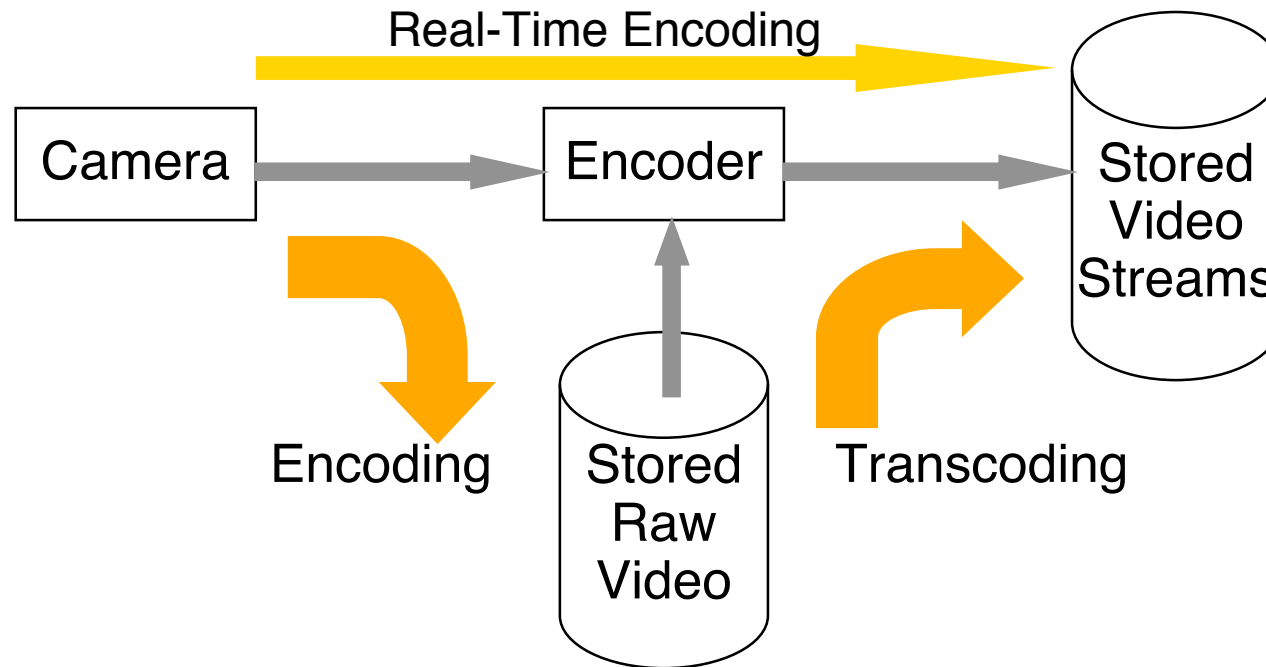 Real-Time Encoding
Camera
Encoder
Stored
Video
Streams
Encoding
Stored
Raw
Video
Transcoding